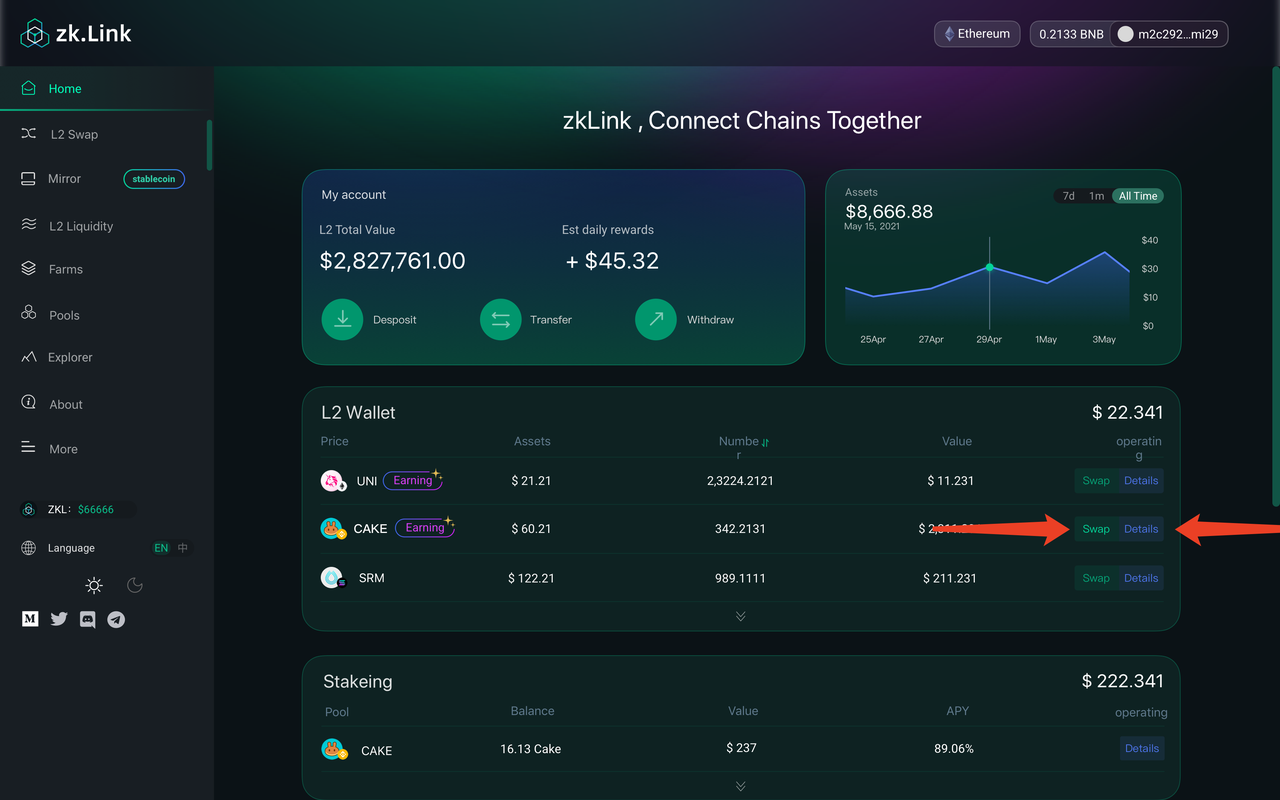 zk.Link
Ethereum
0.2133 BNB
m2c292...mi29
Home
L2 Swap
Mirror
stablecoin
L2 Liquidity
Farms
Pools
Explorer
About
More
ZKL: $66666
Language
EN 中
M
zkLink , Connect Chains Together
My account
L2 Total Value
$2,827,761.00
Est daily rewards
+ $45.32
Desposit
Transfer
Withdraw
Assets
$8,666.88
May 15, 2021
7d 1m All Time
$40
$30
$10
$0
25Apr 27Apr 29Apr 1May 3May
L2 Wallet
$ 22.341
Price Assets Numbe Value operatin
r g
UNI Earning $ 21.21 2,3224.2121 $ 11.231 Swap Details
CAKE Earning $ 60.21 342.2131 $ Swap Details
SRM $ 122.21 989.1111 $ 211.231 Swap Details
Stakeing
$ 222.341
Pool Balance Value APY operating
CAKE 16.13 Cake $ 237 89.06% Details